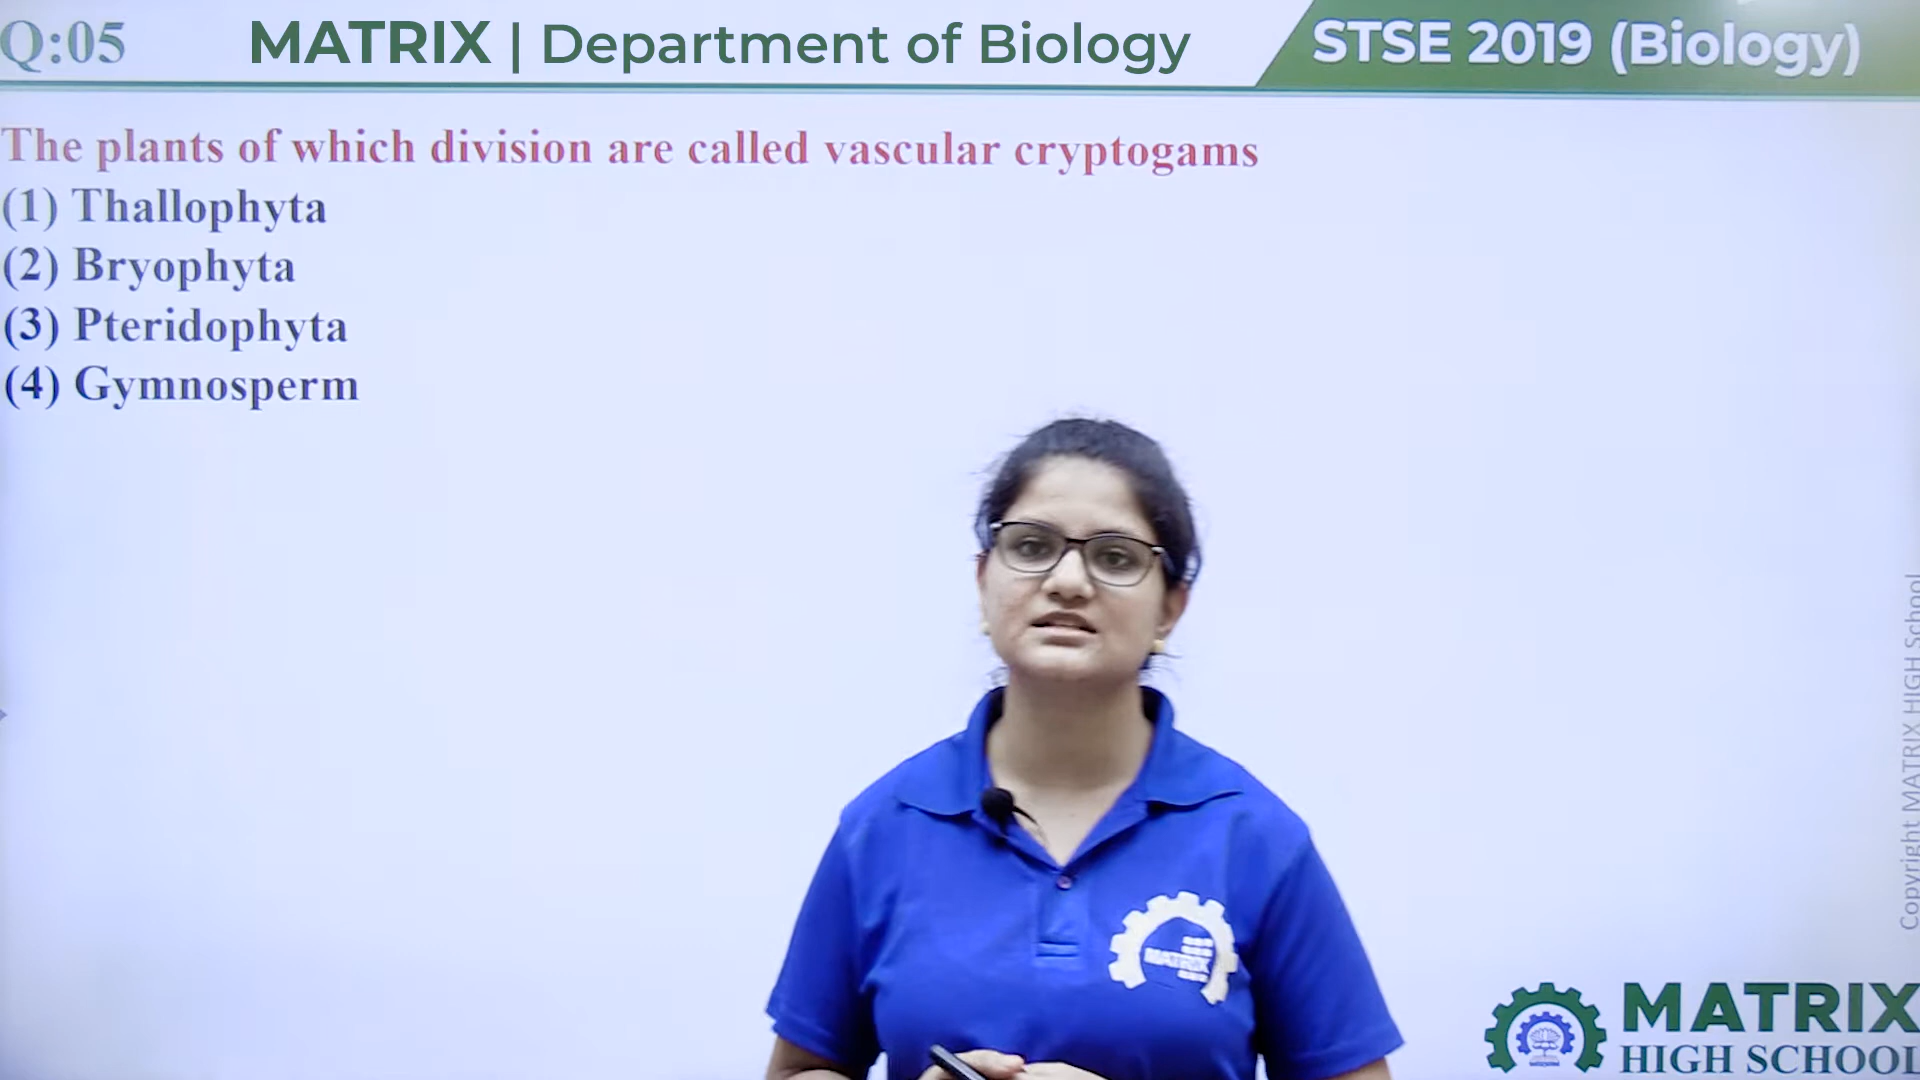 Q:05
MATRIX | Department of Biology
STSE 2019 (Biology)
The plants of which division are called vascular cryptogams
(1) Thallophyta
(2) Bryophyta
(3) Pteridophyta
(4) Gymnosperm
MATRIX
Copyright MATRIX HIGH School
MATRIX
HIGH SCHOOL